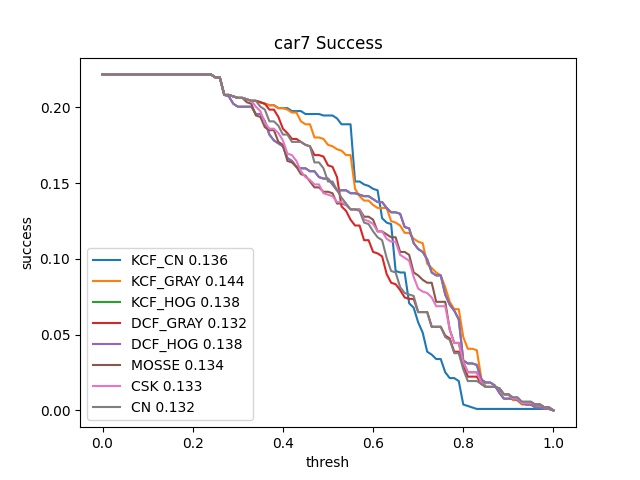 car7 Success
success
0.20
0.15
0.10
0.05
0.00
KCF_CN 0.136
KCF_GRAY 0.144
KCF_HOG 0.138
DCF_GRAY 0.132
DCF_HOG 0.138
MOSSE 0.134
CSK 0.133
CN 0.132
0.0 0.2 0.4 0.6 0.8 1.0
thresh